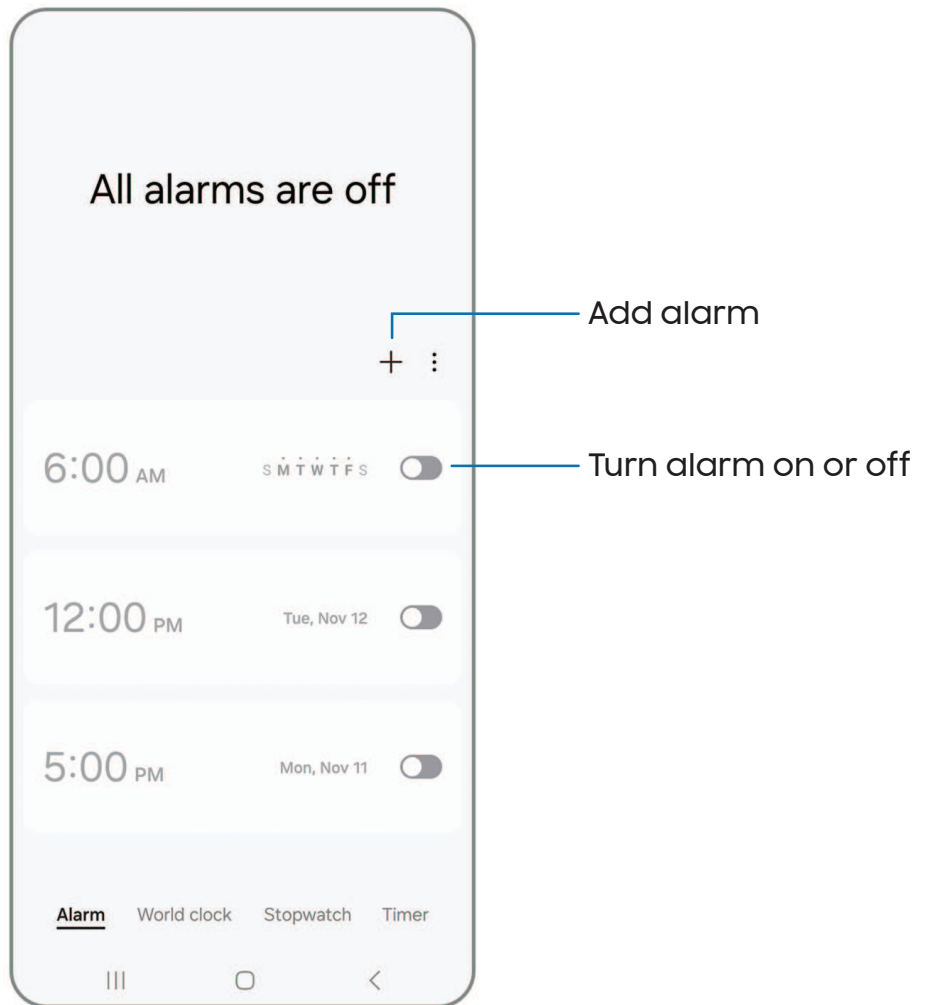 All alarms are off
Add alarm
6:00 AM S M T W T F S
Turn alarm on or off
12:00 PM Tue, Nov 12
5:00 PM Mon, Nov 11
Alarm World clock Stopwatch Timer